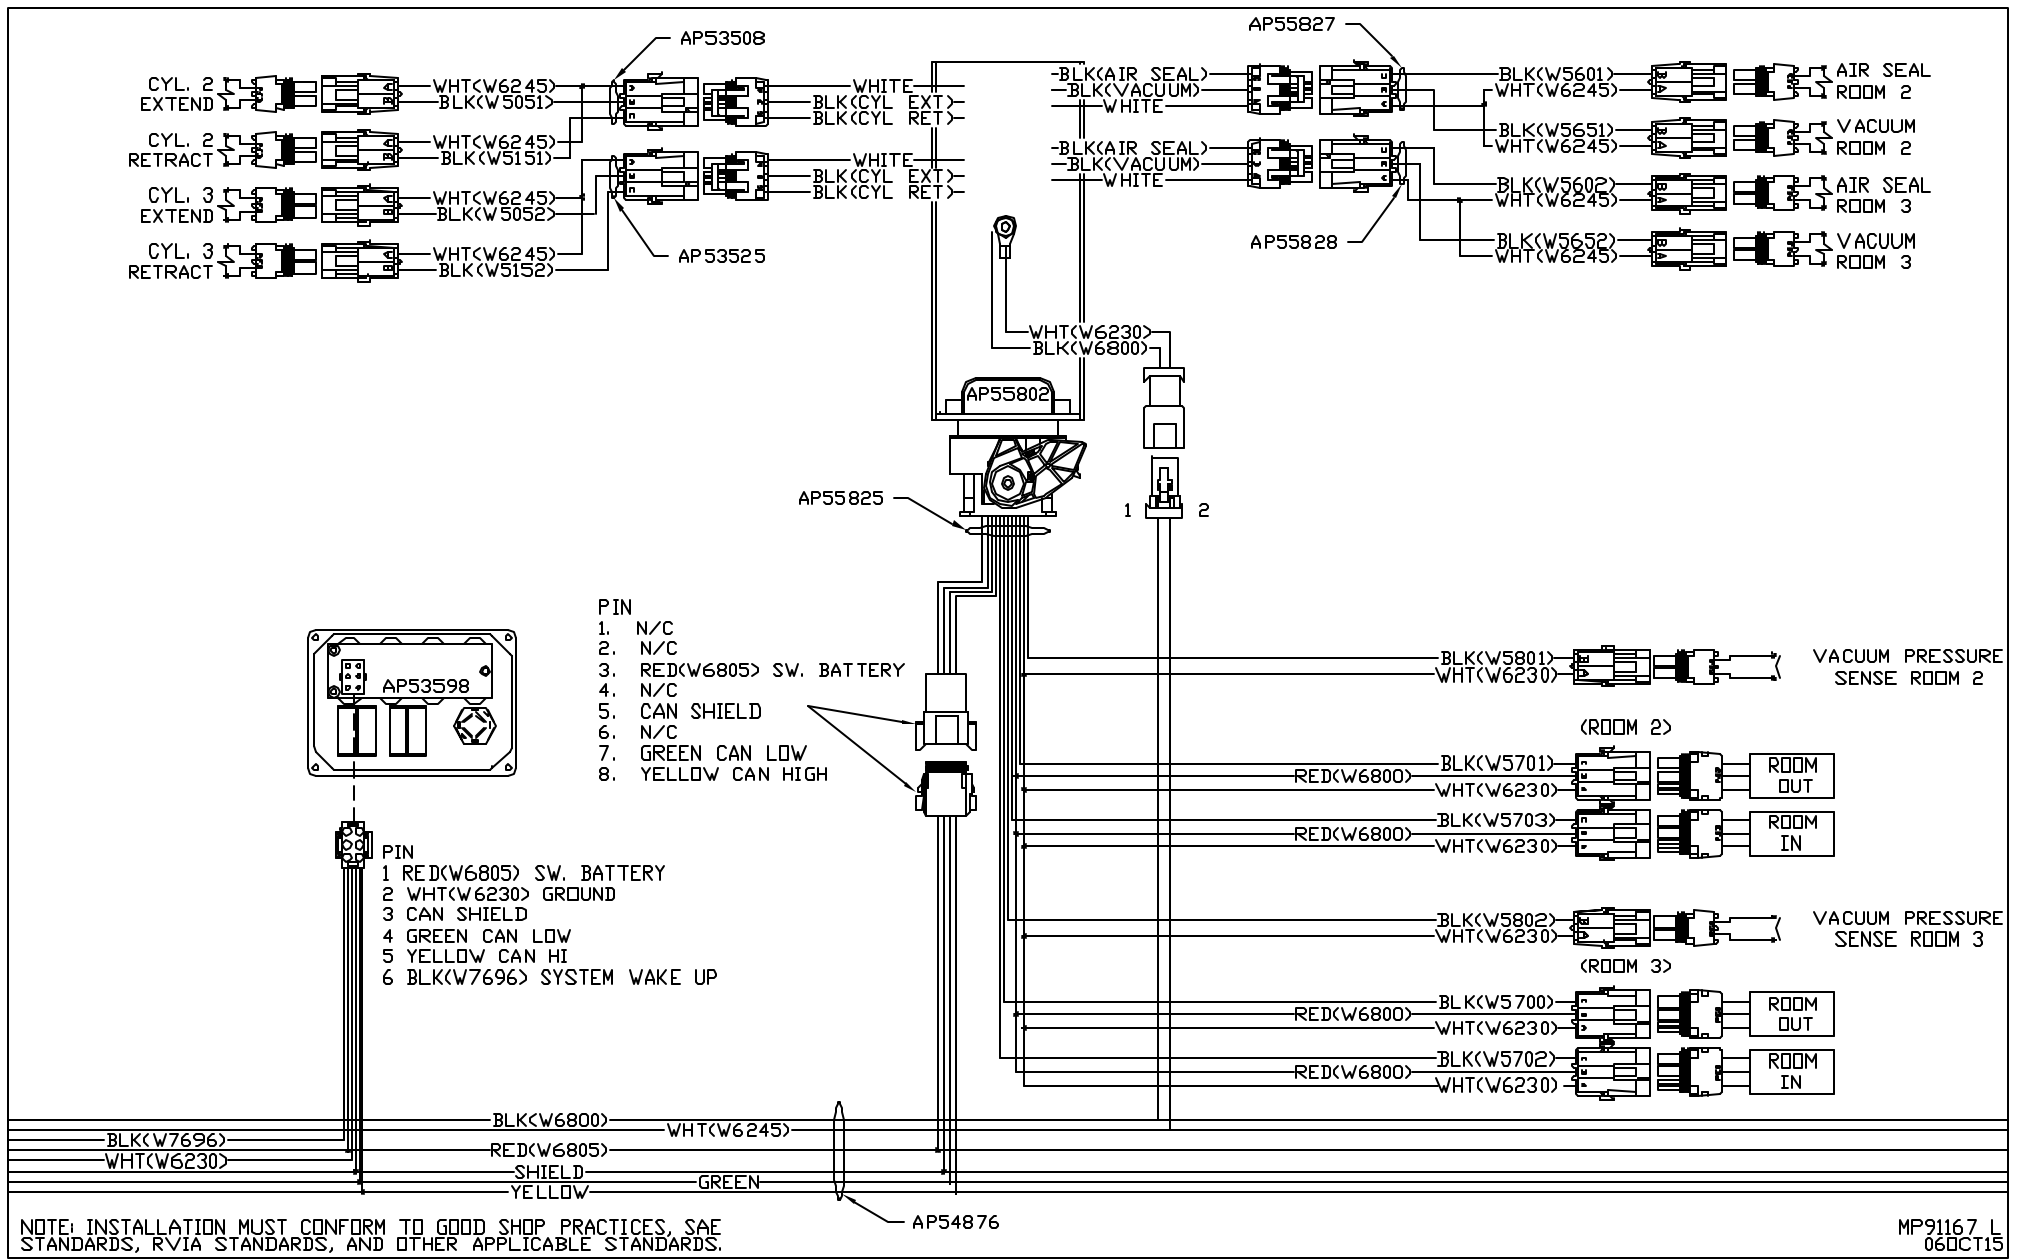 AP53508
CYL. 2
EXTEND
WHT(W6245)
BLK(W5051)
CYL. 2
RETRACT
WHT(W6245)
BLK(W5151)
CYL. 3
EXTEND
WHT(W6245)
BLK(W5052)
CYL. 3
RETRACT
WHT(W6245)
BLK(W5152)
AP53525
WHITE
BLK(CYL EXT)
BLK(CYL RET)
WHITE
BLK(CYL EXT)
BLK(CYL RET)
AP55827
BLK(AIR SEAL)
BLK(VACUUM)
WHITE
BLK(AIR SEAL)
BLK(VACUUM)
WHITE
AP55828
BLK(W5601)
WHT(W6245)
AIR SEAL
ROOM 2
BLK(W5651)
WHT(W6245)
VACUUM
ROOM 2
BLK(W5602)
WHT(W6245)
AIR SEAL
ROOM 3
BLK(W5652)
WHT(W6245)
VACUUM
ROOM 3
WHT(W6230)
BLK(W6800)
AP55802
AP55825
1
2
PIN
1. N/C
2. N/C
3. RED(W6805) SW. BATTERY
4. N/C
5. CAN SHIELD
6. N/C
7. GREEN CAN LOW
8. YELLOW CAN HIGH
AP53598
PIN
1 RED(W6805) SW. BATTERY
2 WHT(W6230) GROUND
3 CAN SHIELD
4 GREEN CAN LOW
5 YELLOW CAN HI
6 BLK(W7696) SYSTEM WAKE UP
BLK(W5801)
WHT(W6230)
VACUUM PRESSURE
SENSE ROOM 2
(ROOM 2)
BLK(W5701)
RED(W6800)
WHT(W6230)
ROOM
OUT
BLK(W5703)
RED(W6800)
WHT(W6230)
ROOM
IN
BLK(W5802)
WHT(W6230)
VACUUM PRESSURE
SENSE ROOM 3
(ROOM 3)
BLK(W5700)
RED(W6800)
WHT(W6230)
ROOM
OUT
BLK(W5702)
RED(W6800)
WHT(W6230)
ROOM
IN
BLK(W6800)
WHT(W6245)
BLK(W7696)
RED(W6805)
WHT(W6230)
SHIELD
GREEN
YELLOW
AP54876
NOTE: INSTALLATION MUST CONFORM TO GOOD SHOP PRACTICES, SAE
STANDARDS, RVIA STANDARDS, AND OTHER APPLICABLE STANDARDS.
MP91167 L
06OCT15